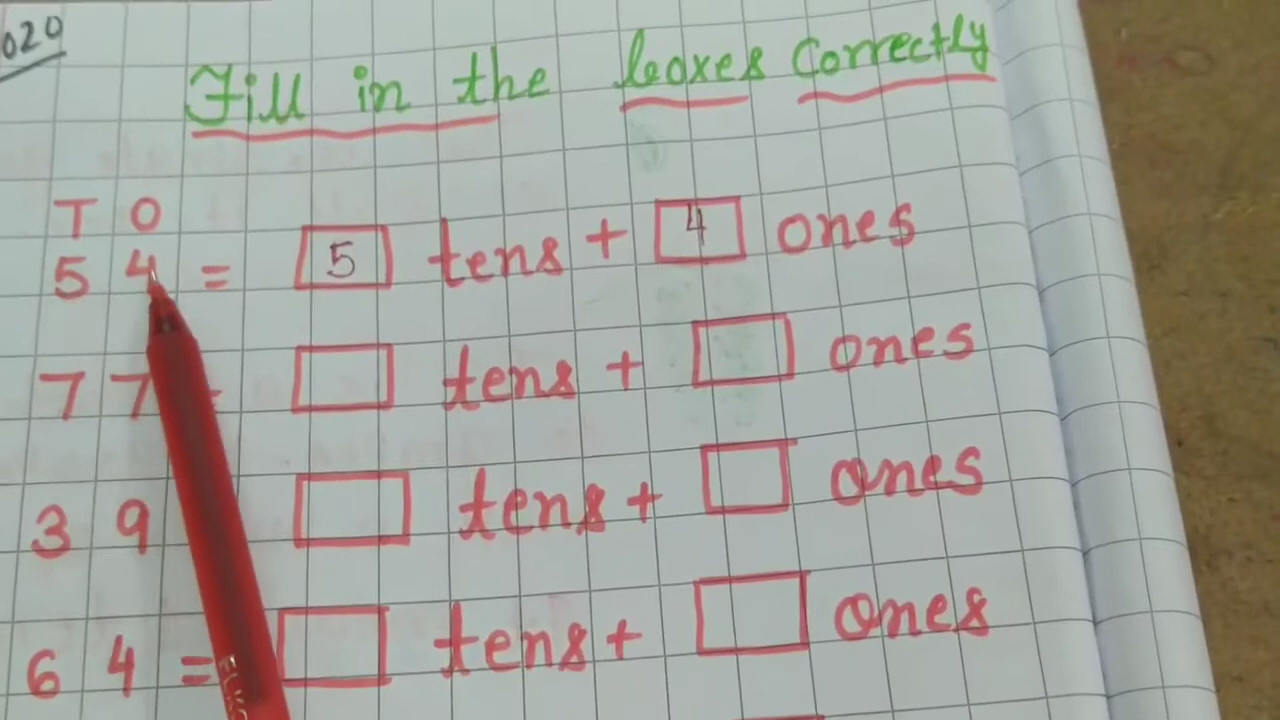 020
Fill in the boxes Correctly
T O
5 4 = 5 tens + 4 ones
7 7 = tens + ones
3 9 tens + ones
6 4 = tens + ones